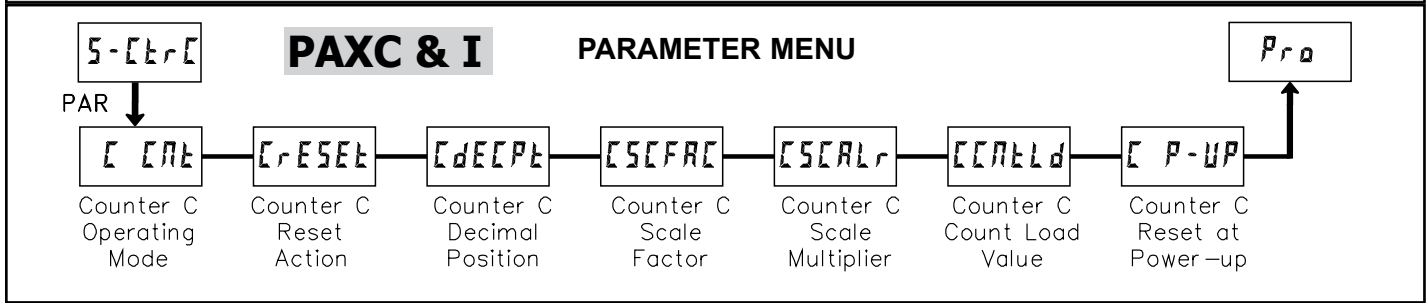 5-CtrC
PAXC & I PARAMETER MENU
Pro
PAR
C CNt
CrESEt
CdECPt
CSCFAC
CSCALr
CCNtLd
C P-UP
Counter C
Operating
Mode
Counter C
Reset
Action
Counter C
Decimal
Position
Counter C
Scale
Factor
Counter C
Scale
Multiplier
Counter C
Count Load
Value
Counter C
Reset at
Power-up